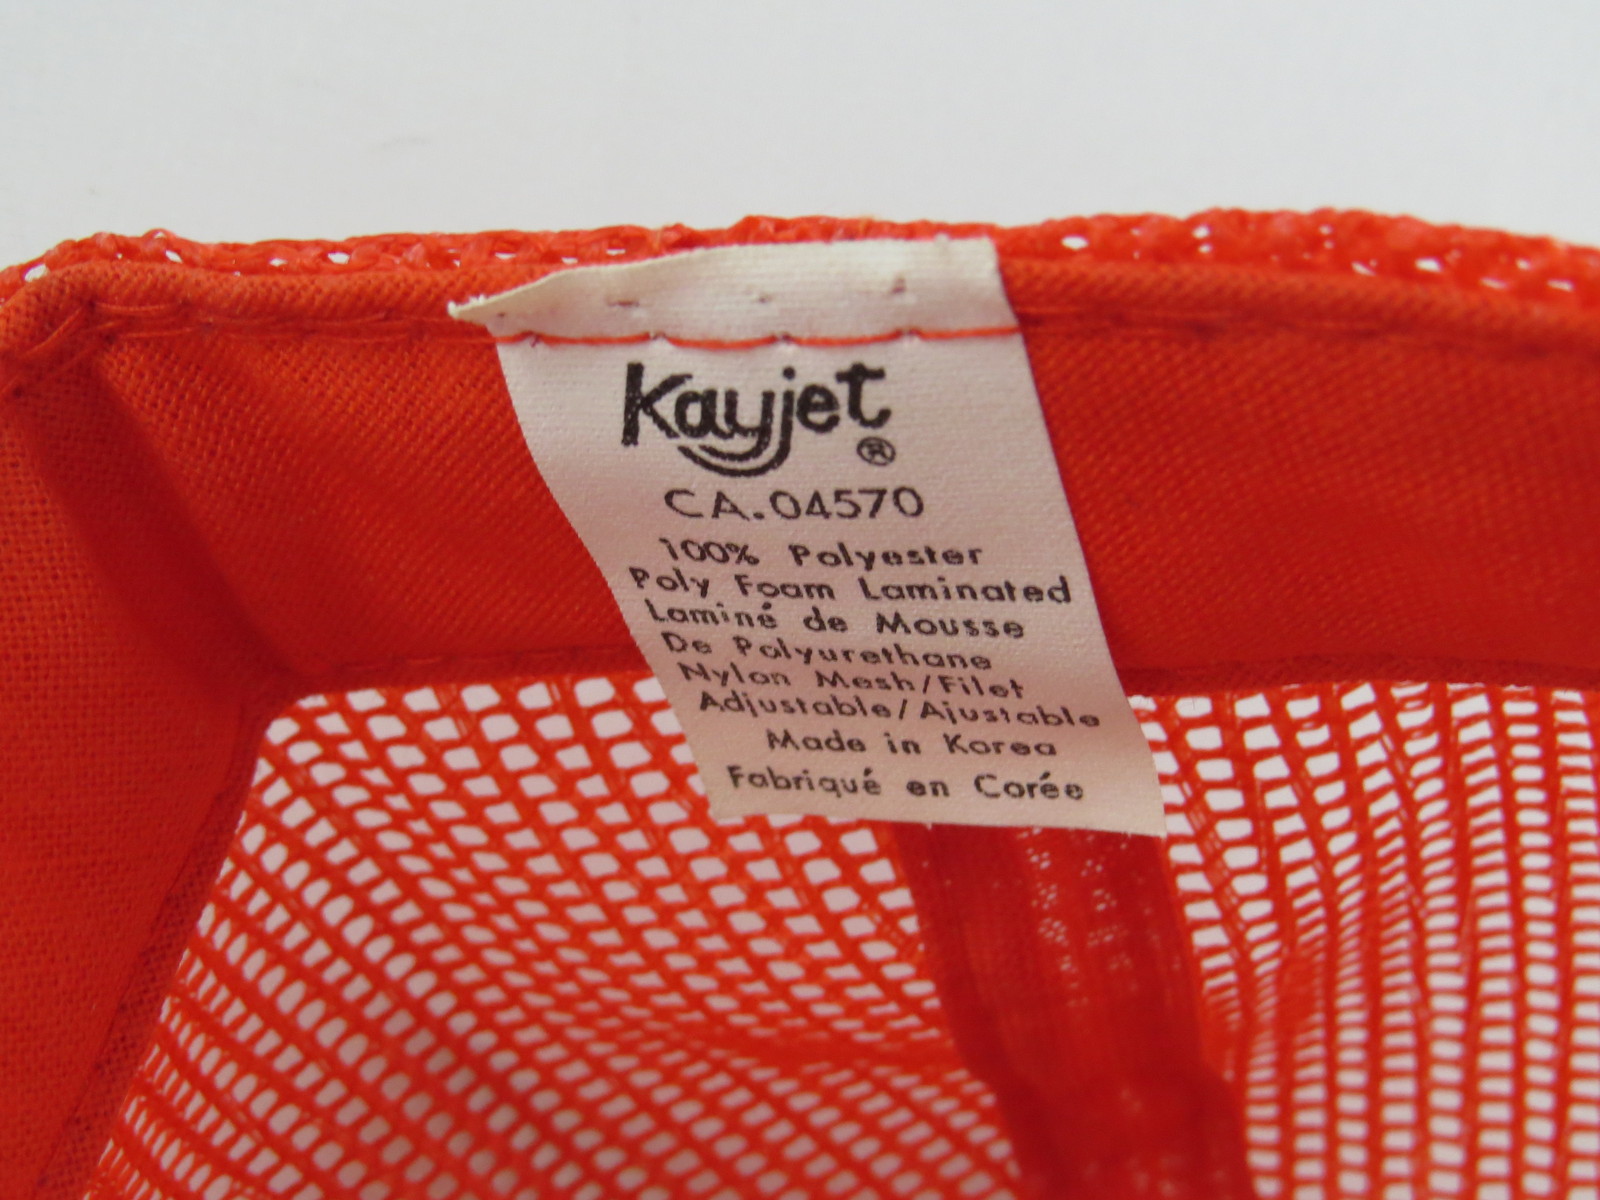 Kayjet ®
CA.04570
100% Polyester
Poly Foam Laminated
Laminé de Mousse
De Polyurethane
Nylon Mesh/Filet
Adjustable/Ajustable
Made in Korea
Fabriqué en Corée